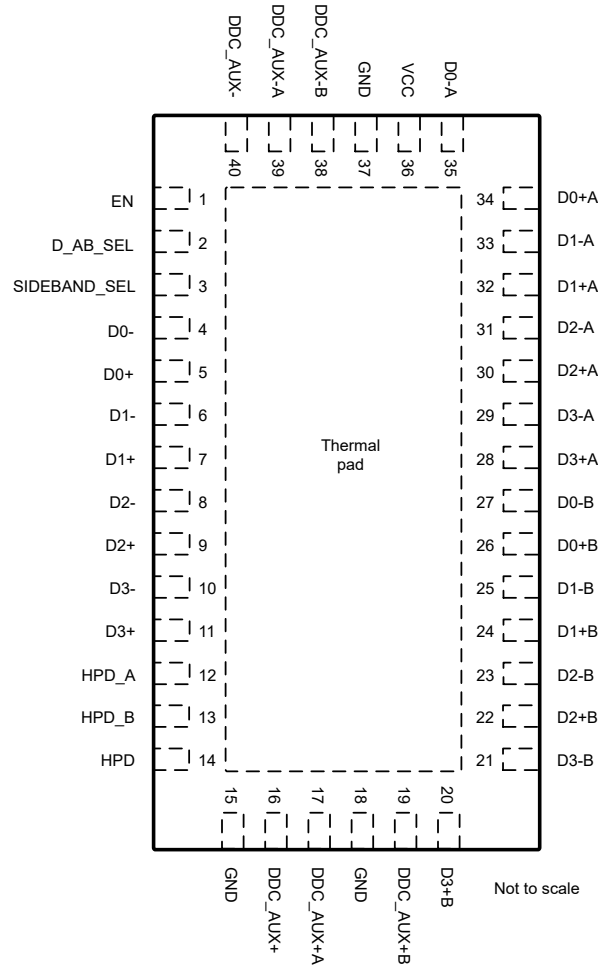 DDC_AUX-
DDC_AUX-A
DDC_AUX-B
GND
VCC
D0-A
40
39
38
37
36
35
EN 1
D_AB_SEL 2
SIDEBAND_SEL 3
D0- 4
D0+ 5
D1- 6
D1+ 7
D2- 8
D2+ 9
D3- 10
D3+ 11
HPD_A 12
HPD_B 13
HPD 14
Thermal
pad
34 D0+A
33 D1-A
32 D1+A
31 D2-A
30 D2+A
29 D3-A
28 D3+A
27 D0-B
26 D0+B
25 D1-B
24 D1+B
23 D2-B
22 D2+B
21 D3-B
15
16
17
18
19
20
GND
DDC_AUX+
DDC_AUX+A
GND
DDC_AUX+B
D3+B
Not to scale